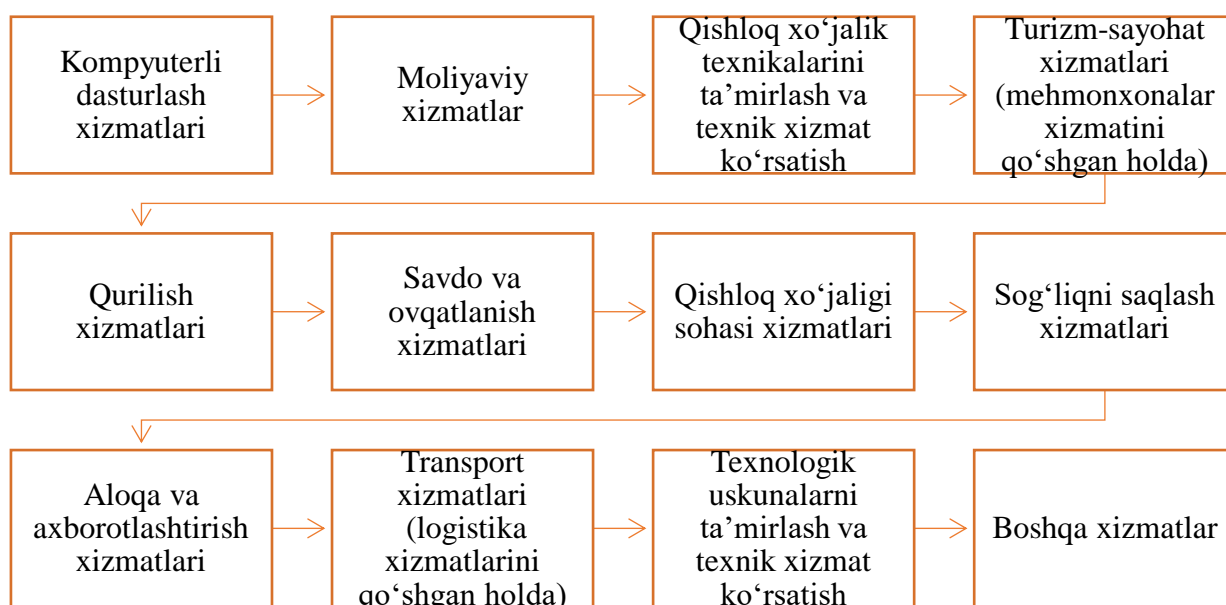 Kompyuterli
dasturlash
xizmatlari
Moliyaviy
xizmatlar
Qishloq xo‘jalik
texnikalarini
ta’mirlash va
texnik xizmat
ko‘rsatish
Turizm-sayohat
xizmatlari
(mehmonxonalar
xizmatini
qo‘shgan holda)
Qurilish
xizmatlari
Savdo va
ovqatlanish
xizmatlari
Qishloq xo‘jaligi
sohasi xizmatlari
Sog‘liqni saqlash
xizmatlari
Aloqa va
axborotlashtirish
xizmatlari
Transport
xizmatlari
(logistika
xizmatlarini
qo‘shgan holda)
Texnologik
uskunalarni
ta’mirlash va
texnik xizmat
ko‘rsatish
Boshqa xizmatlar